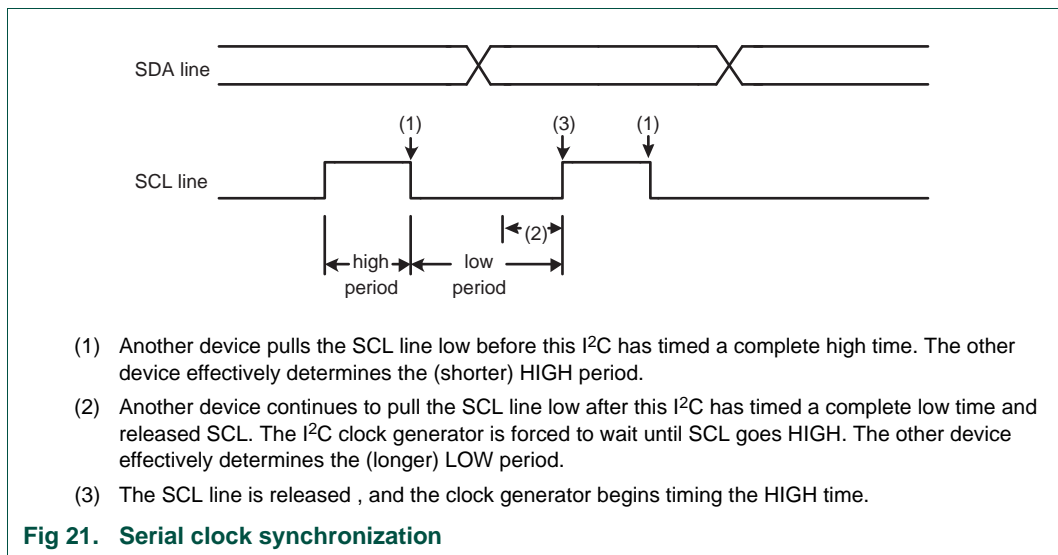 SDA line
(1)
(3)
(1)
SCL line
(2)
high
period
low
period
(1) Another device pulls the SCL line low before this I2C has timed a complete high time. The other
device effectively determines the (shorter) HIGH period.
(2) Another device continues to pull the SCL line low after this I2C has timed a complete low time and
released SCL. The I2C clock generator is forced to wait until SCL goes HIGH. The other device
effectively determines the (longer) LOW period.
(3) The SCL line is released , and the clock generator begins timing the HIGH time.
Fig 21. Serial clock synchronization